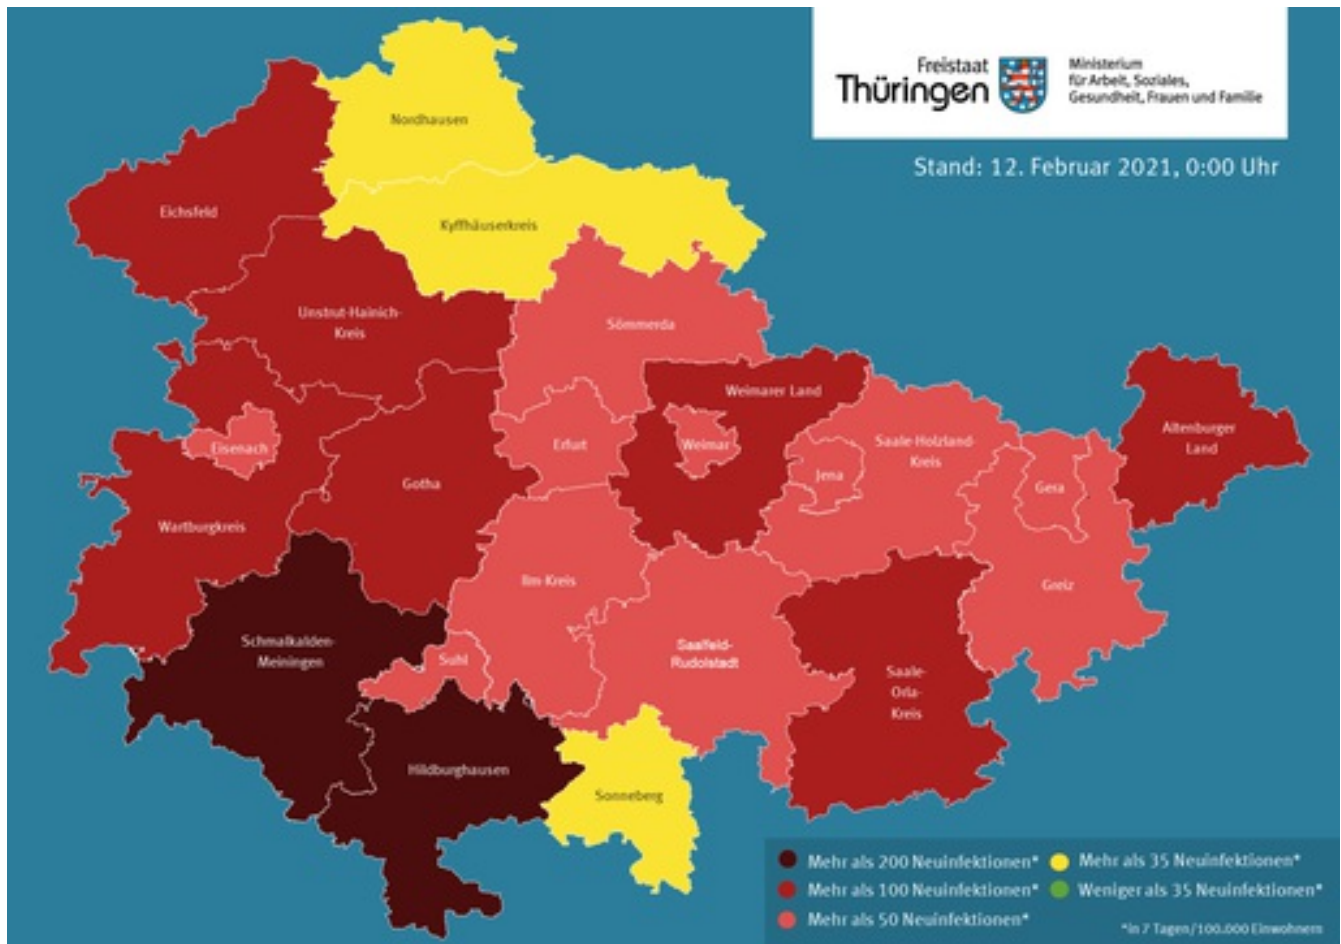 Freistaat
Thüringen
Ministerium
für Arbeit, Soziales,
Gesundheit, Frauen und Familie
Stand: 12. Februar 2021, 0:00 Uhr
Nordhausen
Eichsfeld
Kyffhäuserkreis
Unstrut-Hainich-
Kreis
Sömmerda
Weimarer Land
Eisenach
Erfurt
Weimar
Saale-Holzland-
Kreis
Altenburger
Land
Gotha
Jena
Gera
Wartburgkreis
Ilm-Kreis
Greiz
Schmalkalden-
Meiningen
Suhl
Saalfeld-
Rudolstadt
Saale-
Orla-
Kreis
Hildburghausen
Sonneberg
Mehr als 200 Neuinfektionen*
Mehr als 100 Neuinfektionen*
Mehr als 50 Neuinfektionen*
Mehr als 35 Neuinfektionen*
Weniger als 35 Neuinfektionen*
*in 7 Tagen/100.000 Einwohnern